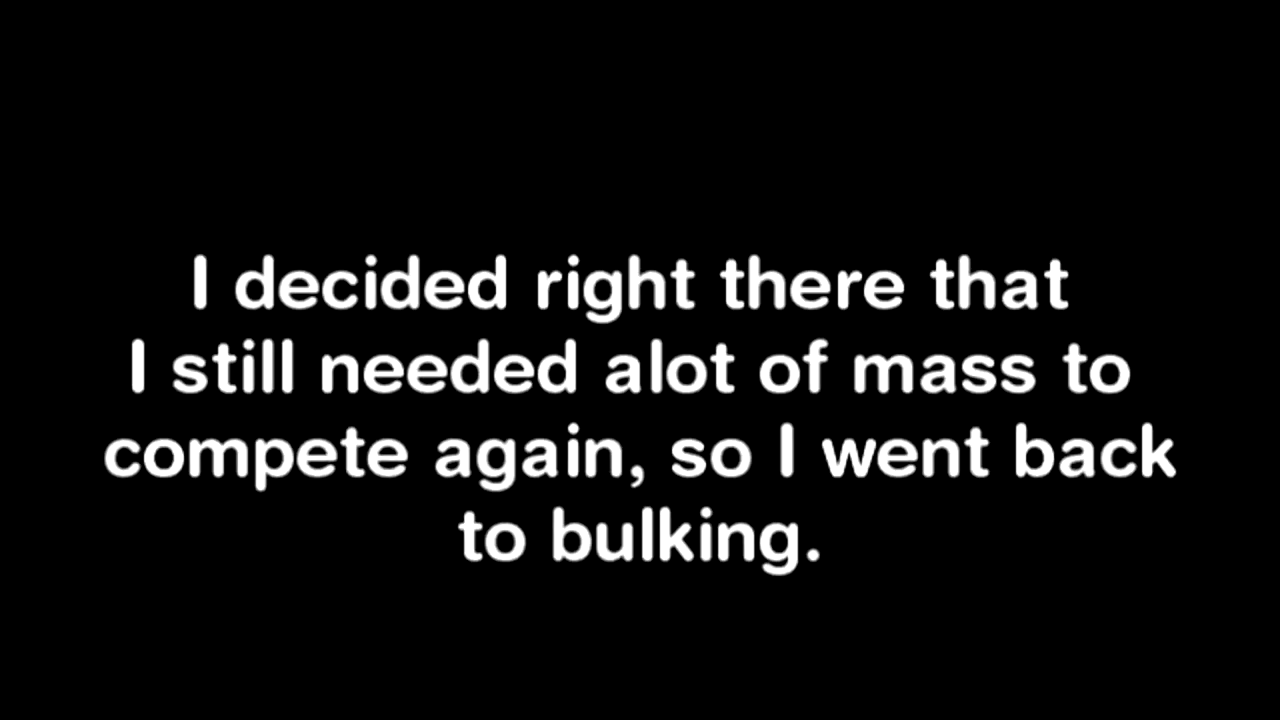 I decided right there that
I still needed alot of mass to
compete again, so I went back
to bulking.